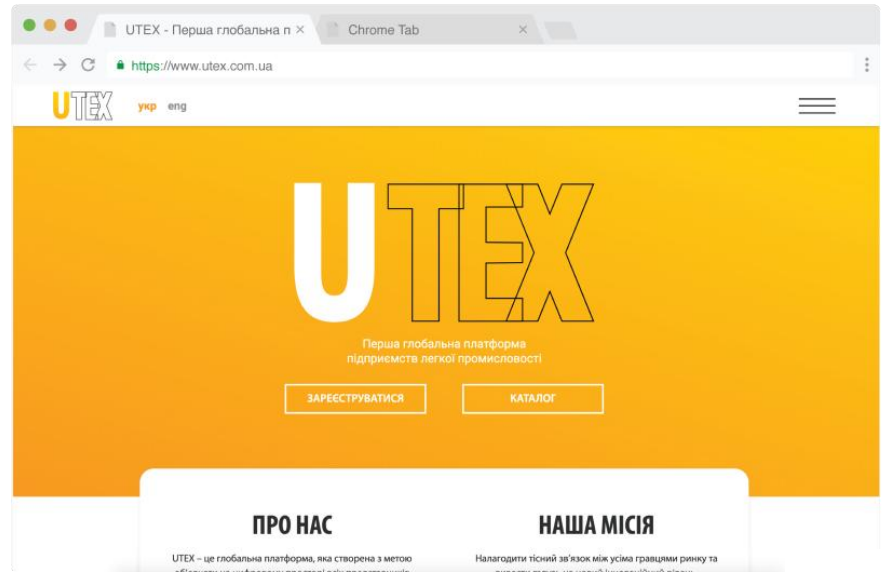 UTEX - Перша глобальна п
Chrome Tab
https://www.utex.com.ua
UTEX укр eng
UTEX
Перша глобальна платформа
підприємств легкої промисловості
ЗАРЕЄСТРУВАТИСЯ
КАТАЛОГ
ПРО НАС
UTEX – це глобальна платформа, яка створена з метою
НАША МІСІЯ
Налагодити тісний зв'язок між усіма гравцями ринку та